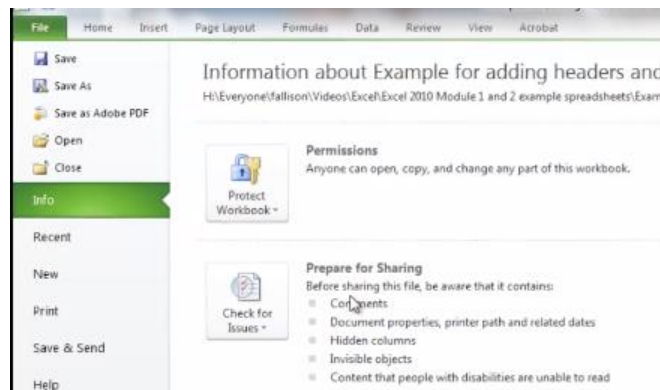 File Home Insert Page Layout Formulas Data Review View Acrobat
Save
Save As
Save as Adobe PDF
Open
Close
Info
Recent
New
Print
Save & Send
Help
Information about Example for adding headers and
H:\Everyone\fallison\Videos\Excel\Excel 2010 Module 1 and 2 example spreadsheets\Exam
Protect
Workbook
Permissions
Anyone can open, copy, and change any part of this workbook.
Check for
Issues
Prepare for Sharing
Before sharing this file, be aware that it contains:
Comments
Document properties, printer path and related dates
Hidden columns
Invisible objects
Content that people with disabilities are unable to read